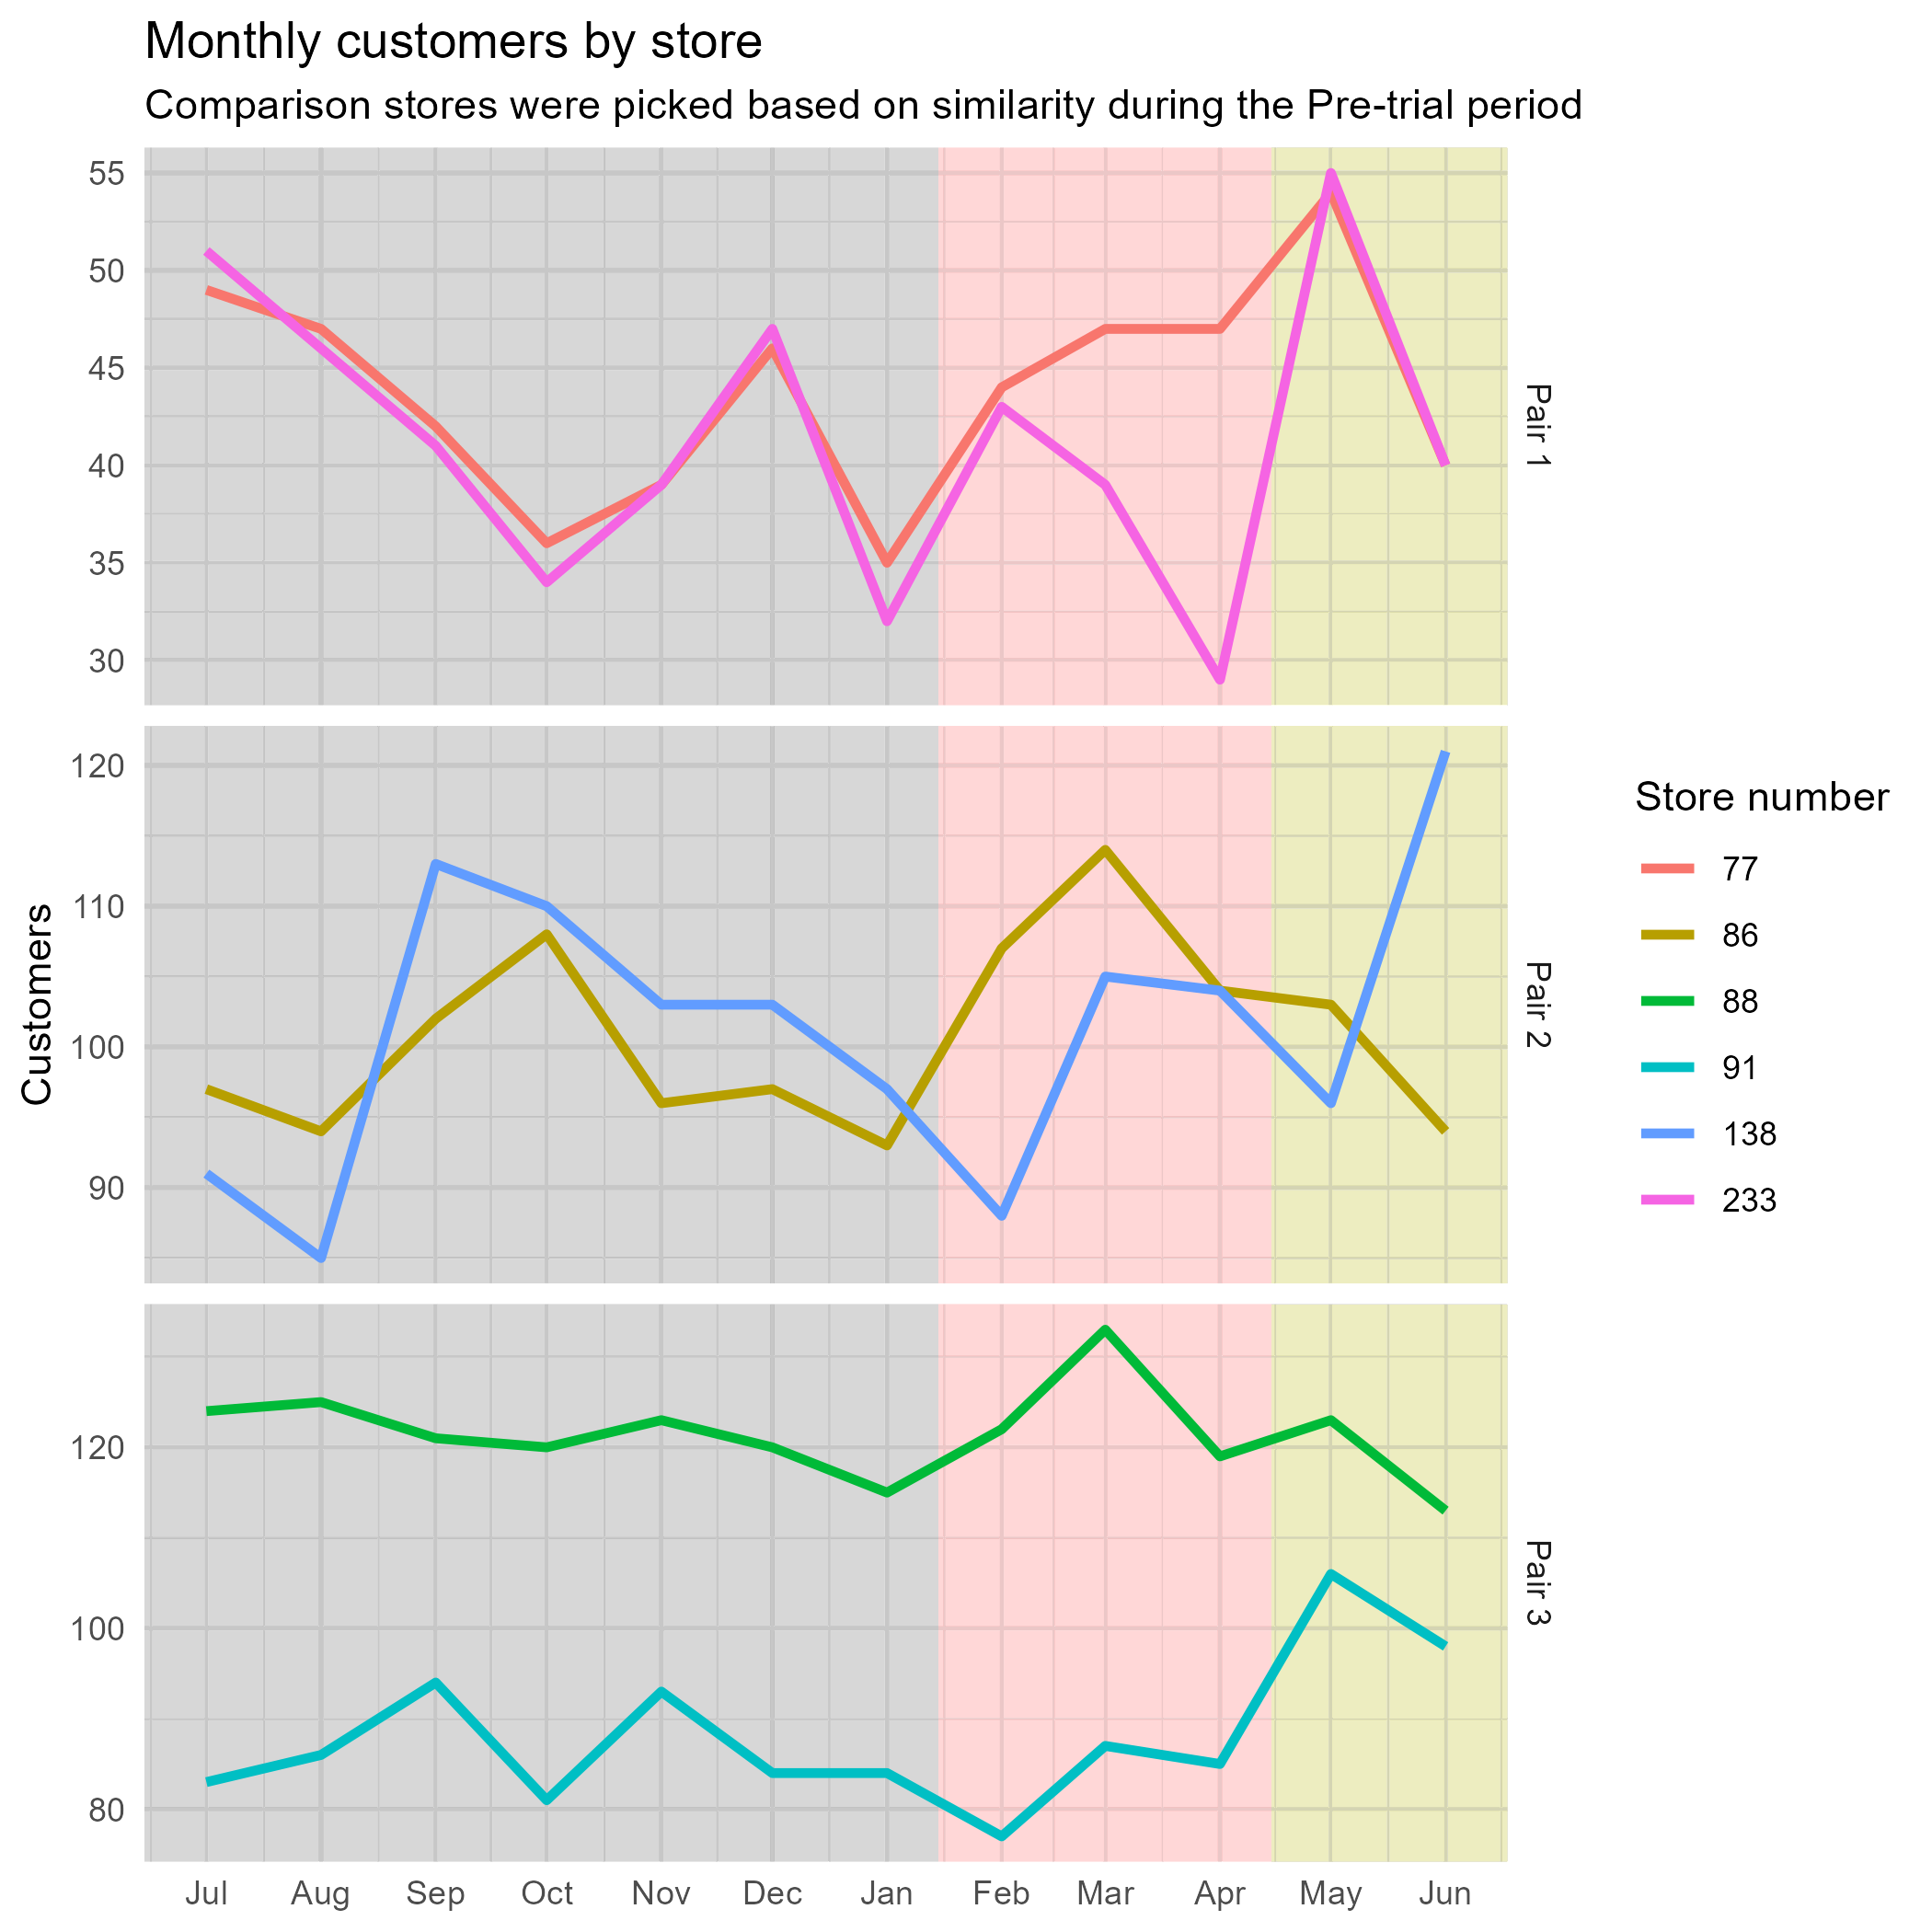 Monthly customers by store
Comparison stores were picked based on similarity during the Pre-trial period
55
50
45
40
35
30
Pair 1
120
110
100
90
Pair 2
Customers
120
100
80
Pair 3
Jul Aug Sep Oct Nov Dec Jan Feb Mar Apr May Jun
Store number
77
86
88
91
138
233